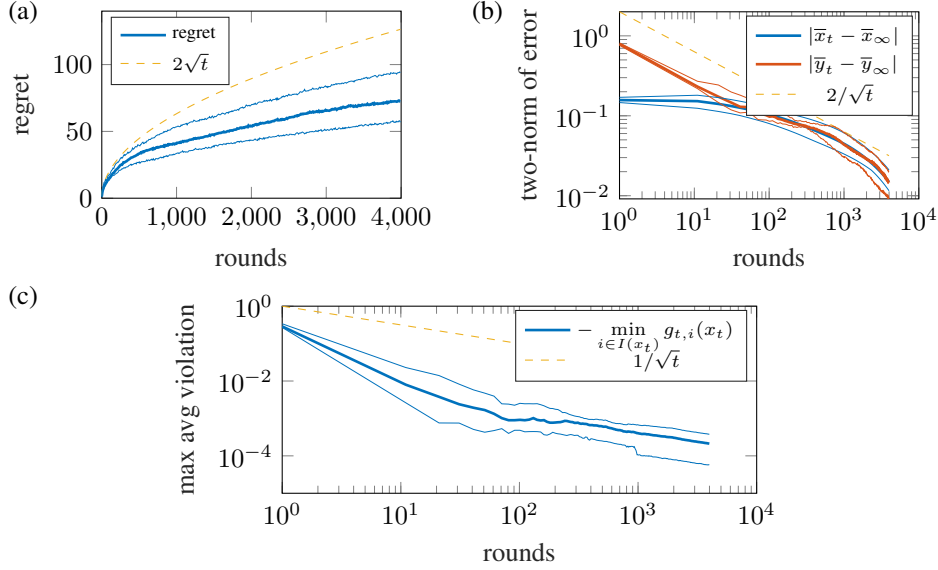 (a)
regret
2√t
100
50
0
regret
0 1,000 2,000 3,000 4,000
rounds
(b)
|x̅_t − x̅_∞|
|y̅_t − y̅_∞|
2/√t
10^0
10^−1
10^−2
two-norm of error
10^0 10^1 10^2 10^3 10^4
rounds
(c)
− min_{i∈I(x_t)} g_{t,i}(x_t)
1/√t
10^0
10^−2
10^−4
max avg violation
10^0 10^1 10^2 10^3 10^4
rounds